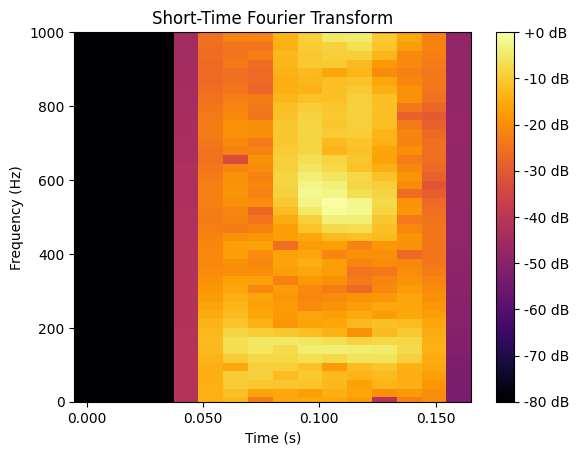 Short-Time Fourier Transform
Frequency (Hz)
1000
800
600
400
200
0
0.000
0.050
0.100
0.150
Time (s)
+0 dB
-10 dB
-20 dB
-30 dB
-40 dB
-50 dB
-60 dB
-70 dB
-80 dB